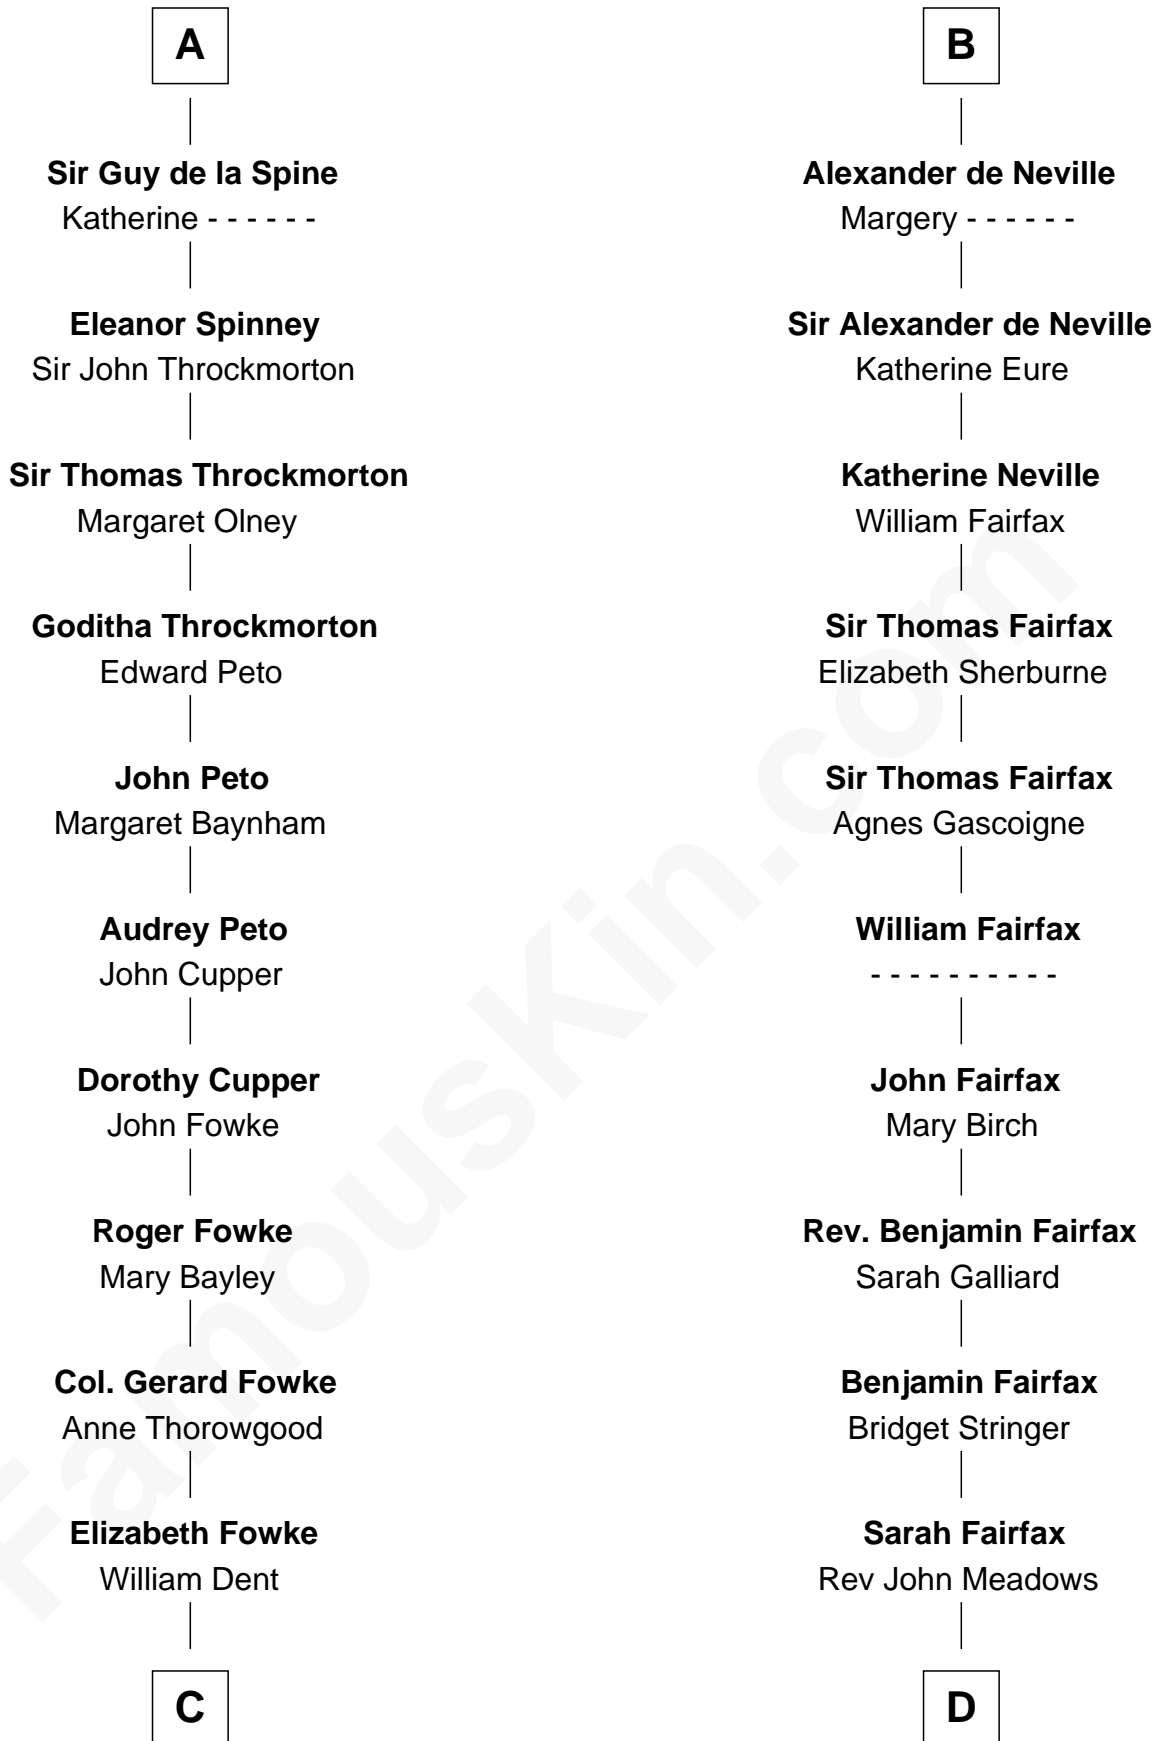 A
Sir Guy de la Spine
Katherine - - - - - -
Eleanor Spinney
Sir John Throckmorton
Sir Thomas Throckmorton
Margaret Olney
Goditha Throckmorton
Edward Peto
John Peto
Margaret Baynham
Audrey Peto
John Cupper
Dorothy Cupper
John Fowke
Roger Fowke
Mary Bayley
Col. Gerard Fowke
Anne Thorowgood
Elizabeth Fowke
William Dent
C
B
Alexander de Neville
Margery - - - - - -
Sir Alexander de Neville
Katherine Eure
Katherine Neville
William Fairfax
Sir Thomas Fairfax
Elizabeth Sherburne
Sir Thomas Fairfax
Agnes Gascoigne
William Fairfax
- - - - - - - - - -
John Fairfax
Mary Birch
Rev. Benjamin Fairfax
Sarah Galliard
Benjamin Fairfax
Bridget Stringer
Sarah Fairfax
Rev John Meadows
D
FamousKin.com